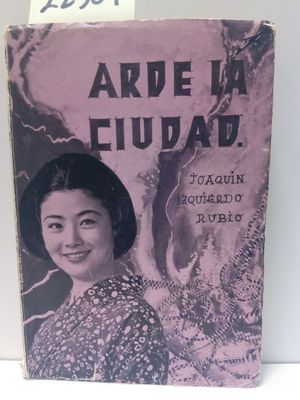 ARDE LA
CIUDAD.
JOAQUIN
IZQUIERDO
RUBIO